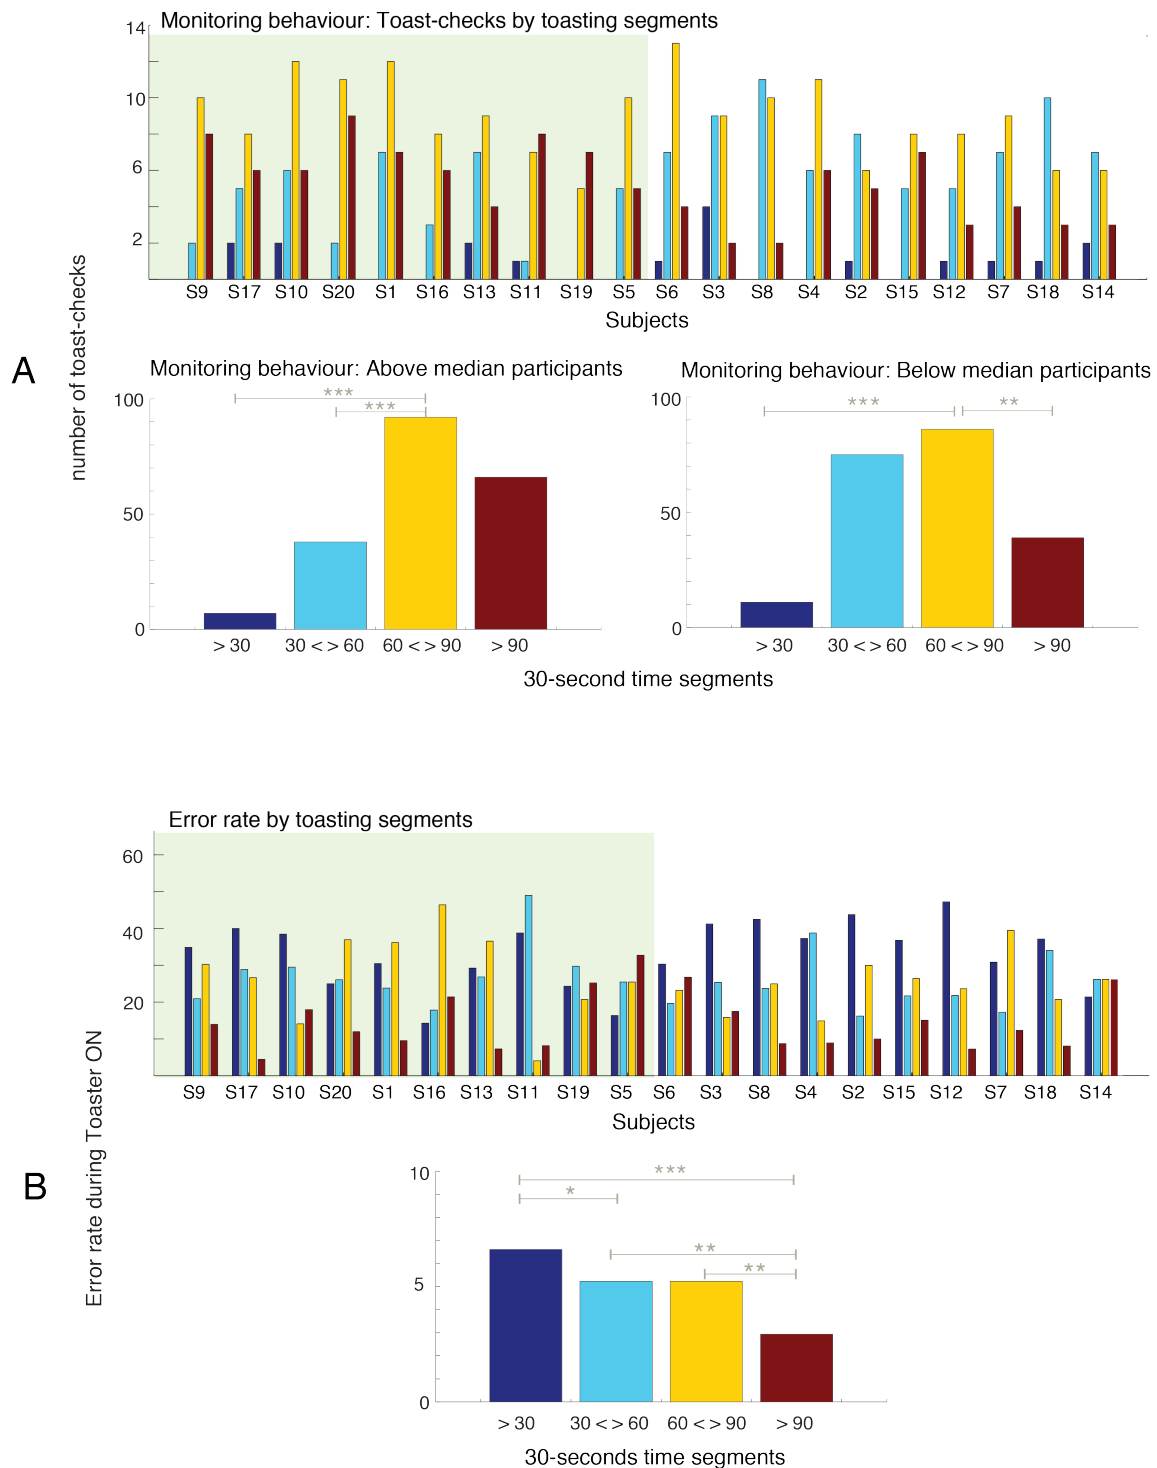 Monitoring behaviour: Toast-checks by toasting segments
14
10
6
2
S9 S17 S10 S20 S1 S16 S13 S11 S19 S5 S6 S3 S8 S4 S2 S15 S12 S7 S18 S14
Subjects
number of toast-checks
A
Monitoring behaviour: Above median participants
100
50
0
*** 
***
> 30 30 < > 60 60 < > 90 > 90
Monitoring behaviour: Below median participants
100
50
0
*** **
> 30 30 < > 60 60 < > 90 > 90
30-second time segments
Error rate by toasting segments
60
40
20
S9 S17 S10 S20 S1 S16 S13 S11 S19 S5 S6 S3 S8 S4 S2 S15 S12 S7 S18 S14
Subjects
Error rate during Toaster ON
B
10
5
0
***
*
**
**
> 30 30 < > 60 60 < > 90 > 90
30-seconds time segments